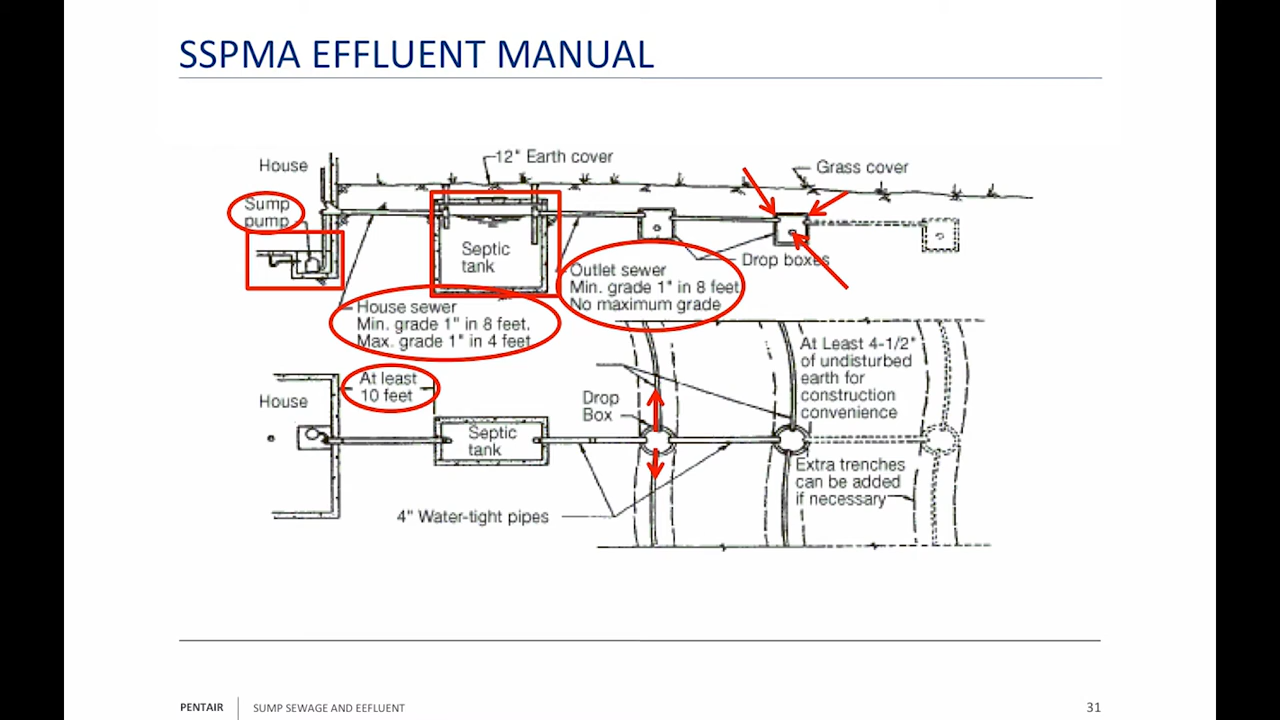 SSPMA EFFLUENT MANUAL
House
12" Earth cover
Grass cover
Sump
pump
Septic
tank
Drop boxes
Outlet sewer
Min. grade 1" in 8 feet
No maximum grade
House sewer
Min. grade 1" in 8 feet.
Max. grade 1" in 4 feet
At Least 4-1/2"
of undisturbed
earth for
construction
convenience
At least
10 feet
House
Drop
Box
Septic
tank
Extra trenches
can be added
if necessary
4" Water-tight pipes
PENTAIR
SUMP SEWAGE AND EEFLUENT
31